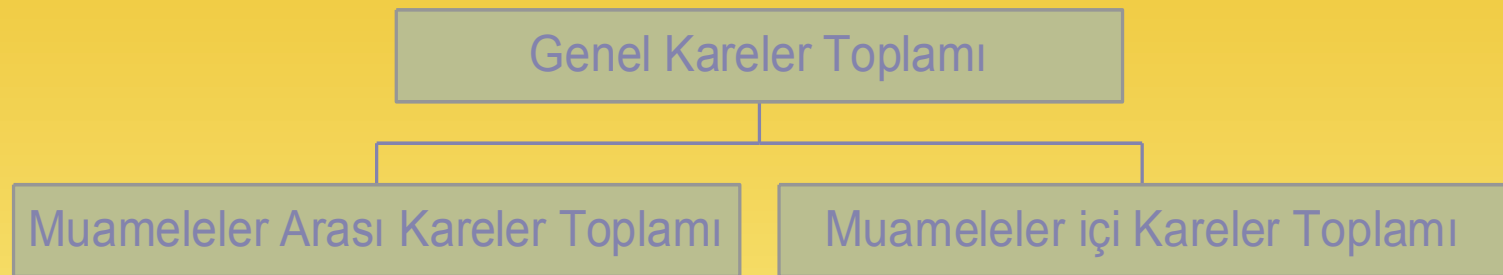 Genel Kareler Toplamı
Muameleler Arası Kareler Toplamı
Muameleler içi Kareler Toplamı